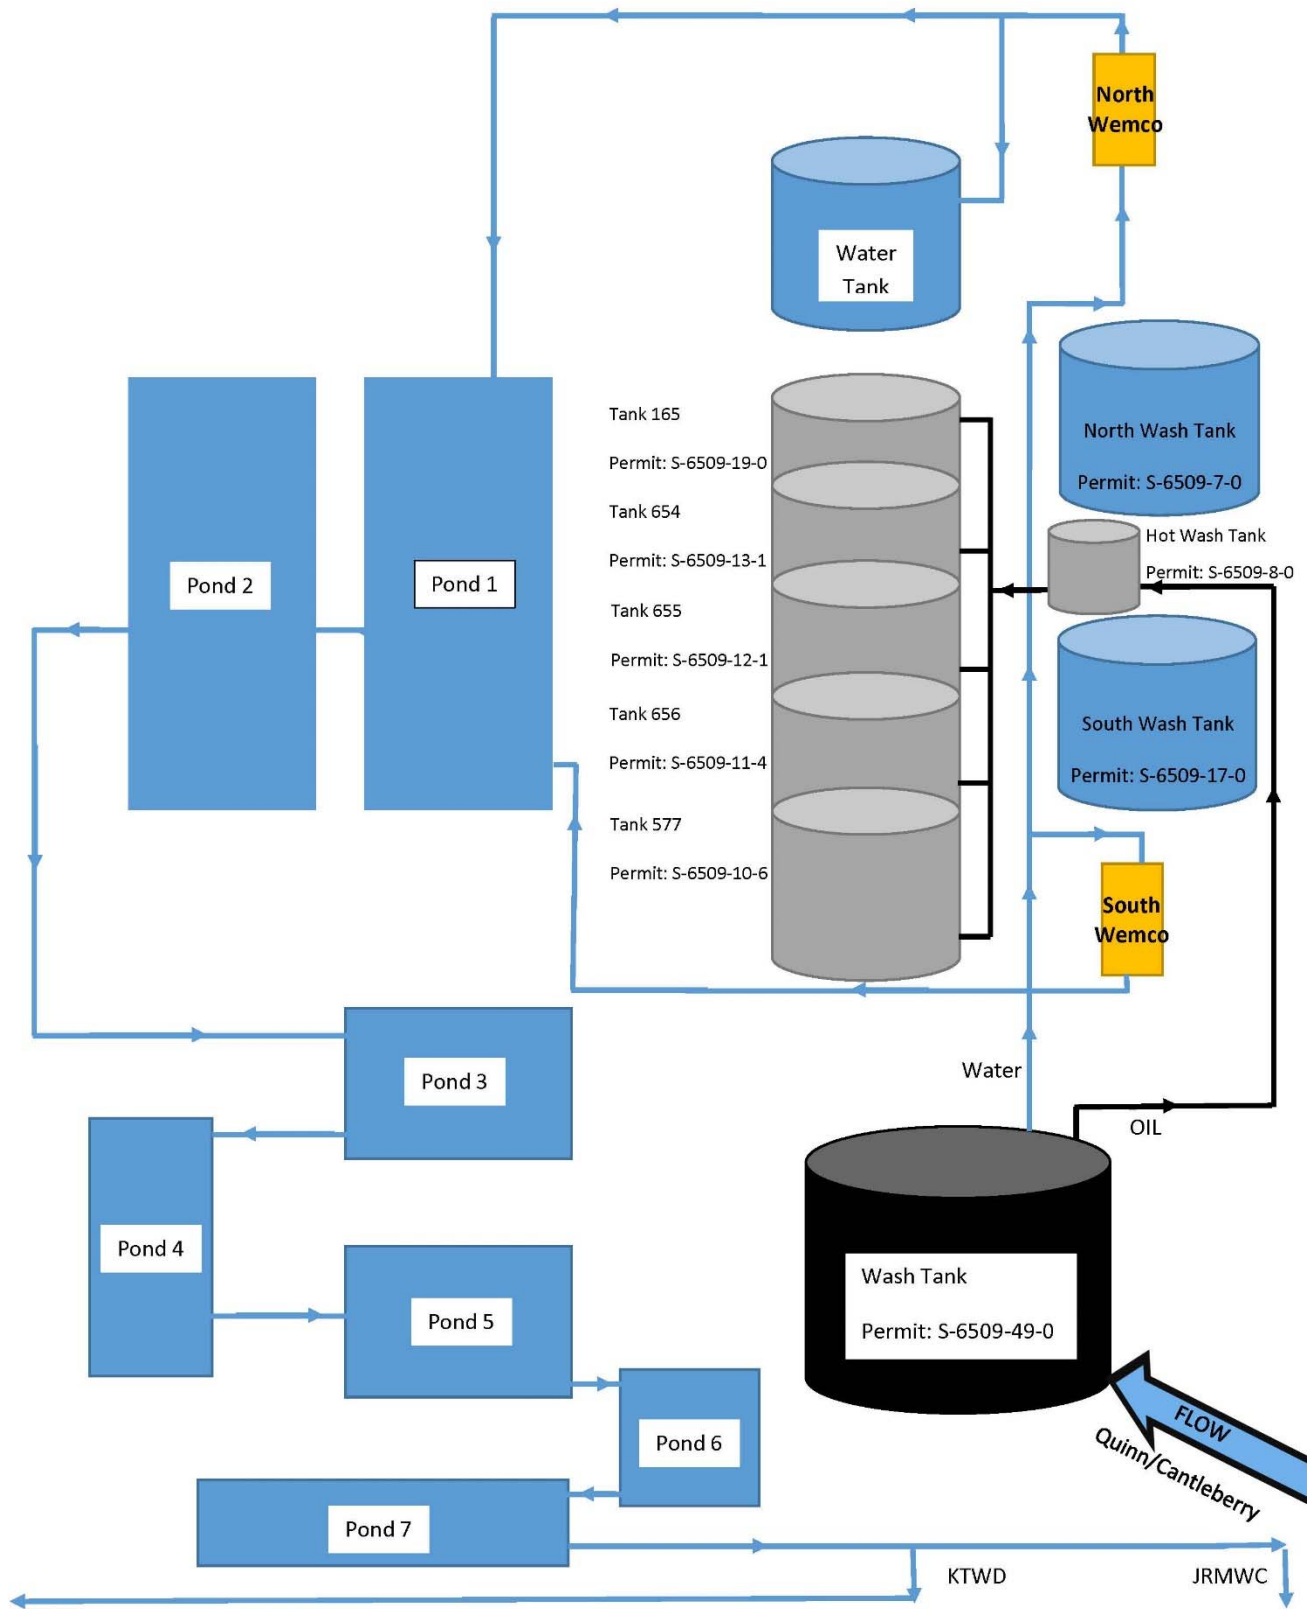 North
Wemco
Water
Tank
Tank 165
Permit: S-6509-19-0
Tank 654
Permit: S-6509-13-1
Tank 655
Permit: S-6509-12-1
Tank 656
Permit: S-6509-11-4
Tank 577
Permit: S-6509-10-6
North Wash Tank
Permit: S-6509-7-0
Hot Wash Tank
Permit: S-6509-8-0
South Wash Tank
Permit: S-6509-17-0
South
Wemco
Pond 2
Pond 1
Pond 3
Pond 4
Pond 5
Pond 6
Pond 7
Water
OIL
Wash Tank
Permit: S-6509-49-0
FLOW
Quinn/Cantleberry
KTWD
JRMWC